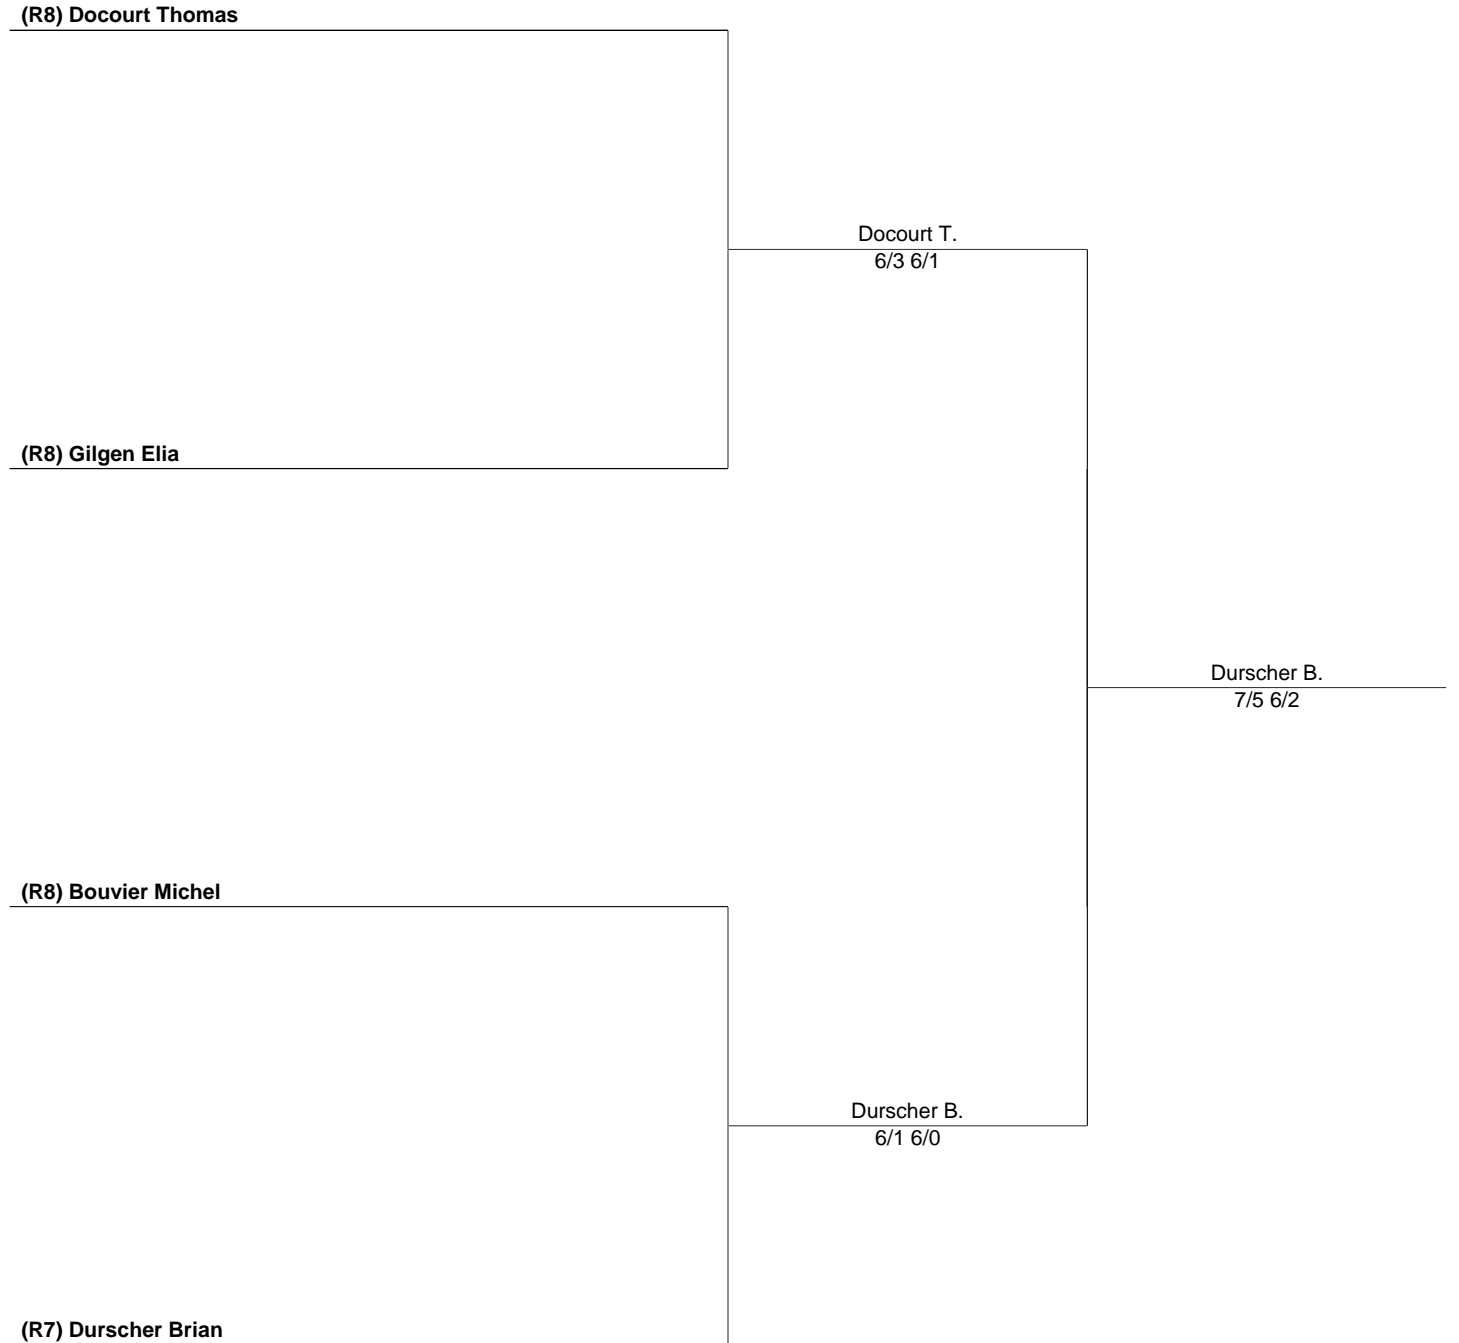 (R8) Docourt Thomas
Docourt T.
6/3 6/1
(R8) Gilgen Elia
Durscher B.
7/5 6/2
(R8) Bouvier Michel
Durscher B.
6/1 6/0
(R7) Durscher Brian